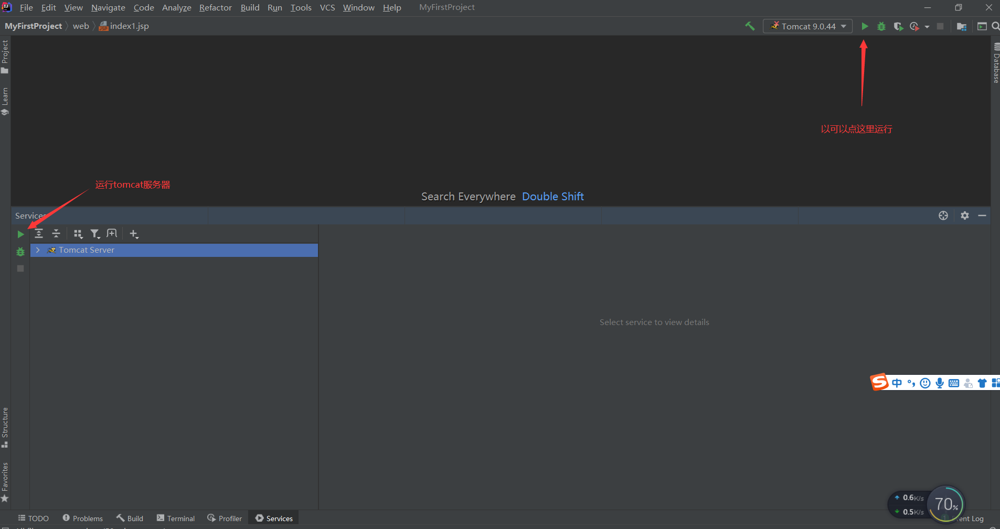 File Edit View Navigate Code Analyze Refactor Build Run Tools VCS Window Help MyFirstProject
MyFirstProject web index1.jsp Tomcat 9.0.44
Project
Learn
Database
以可以点这里运行
运行tomcat服务器
Search Everywhere Double Shift
Services
Tomcat Server
Select service to view details
中
Structure
Favorites
0.6K/s
0.5K/s
70%
TODO Problems Build Terminal Profiler Services Event Log